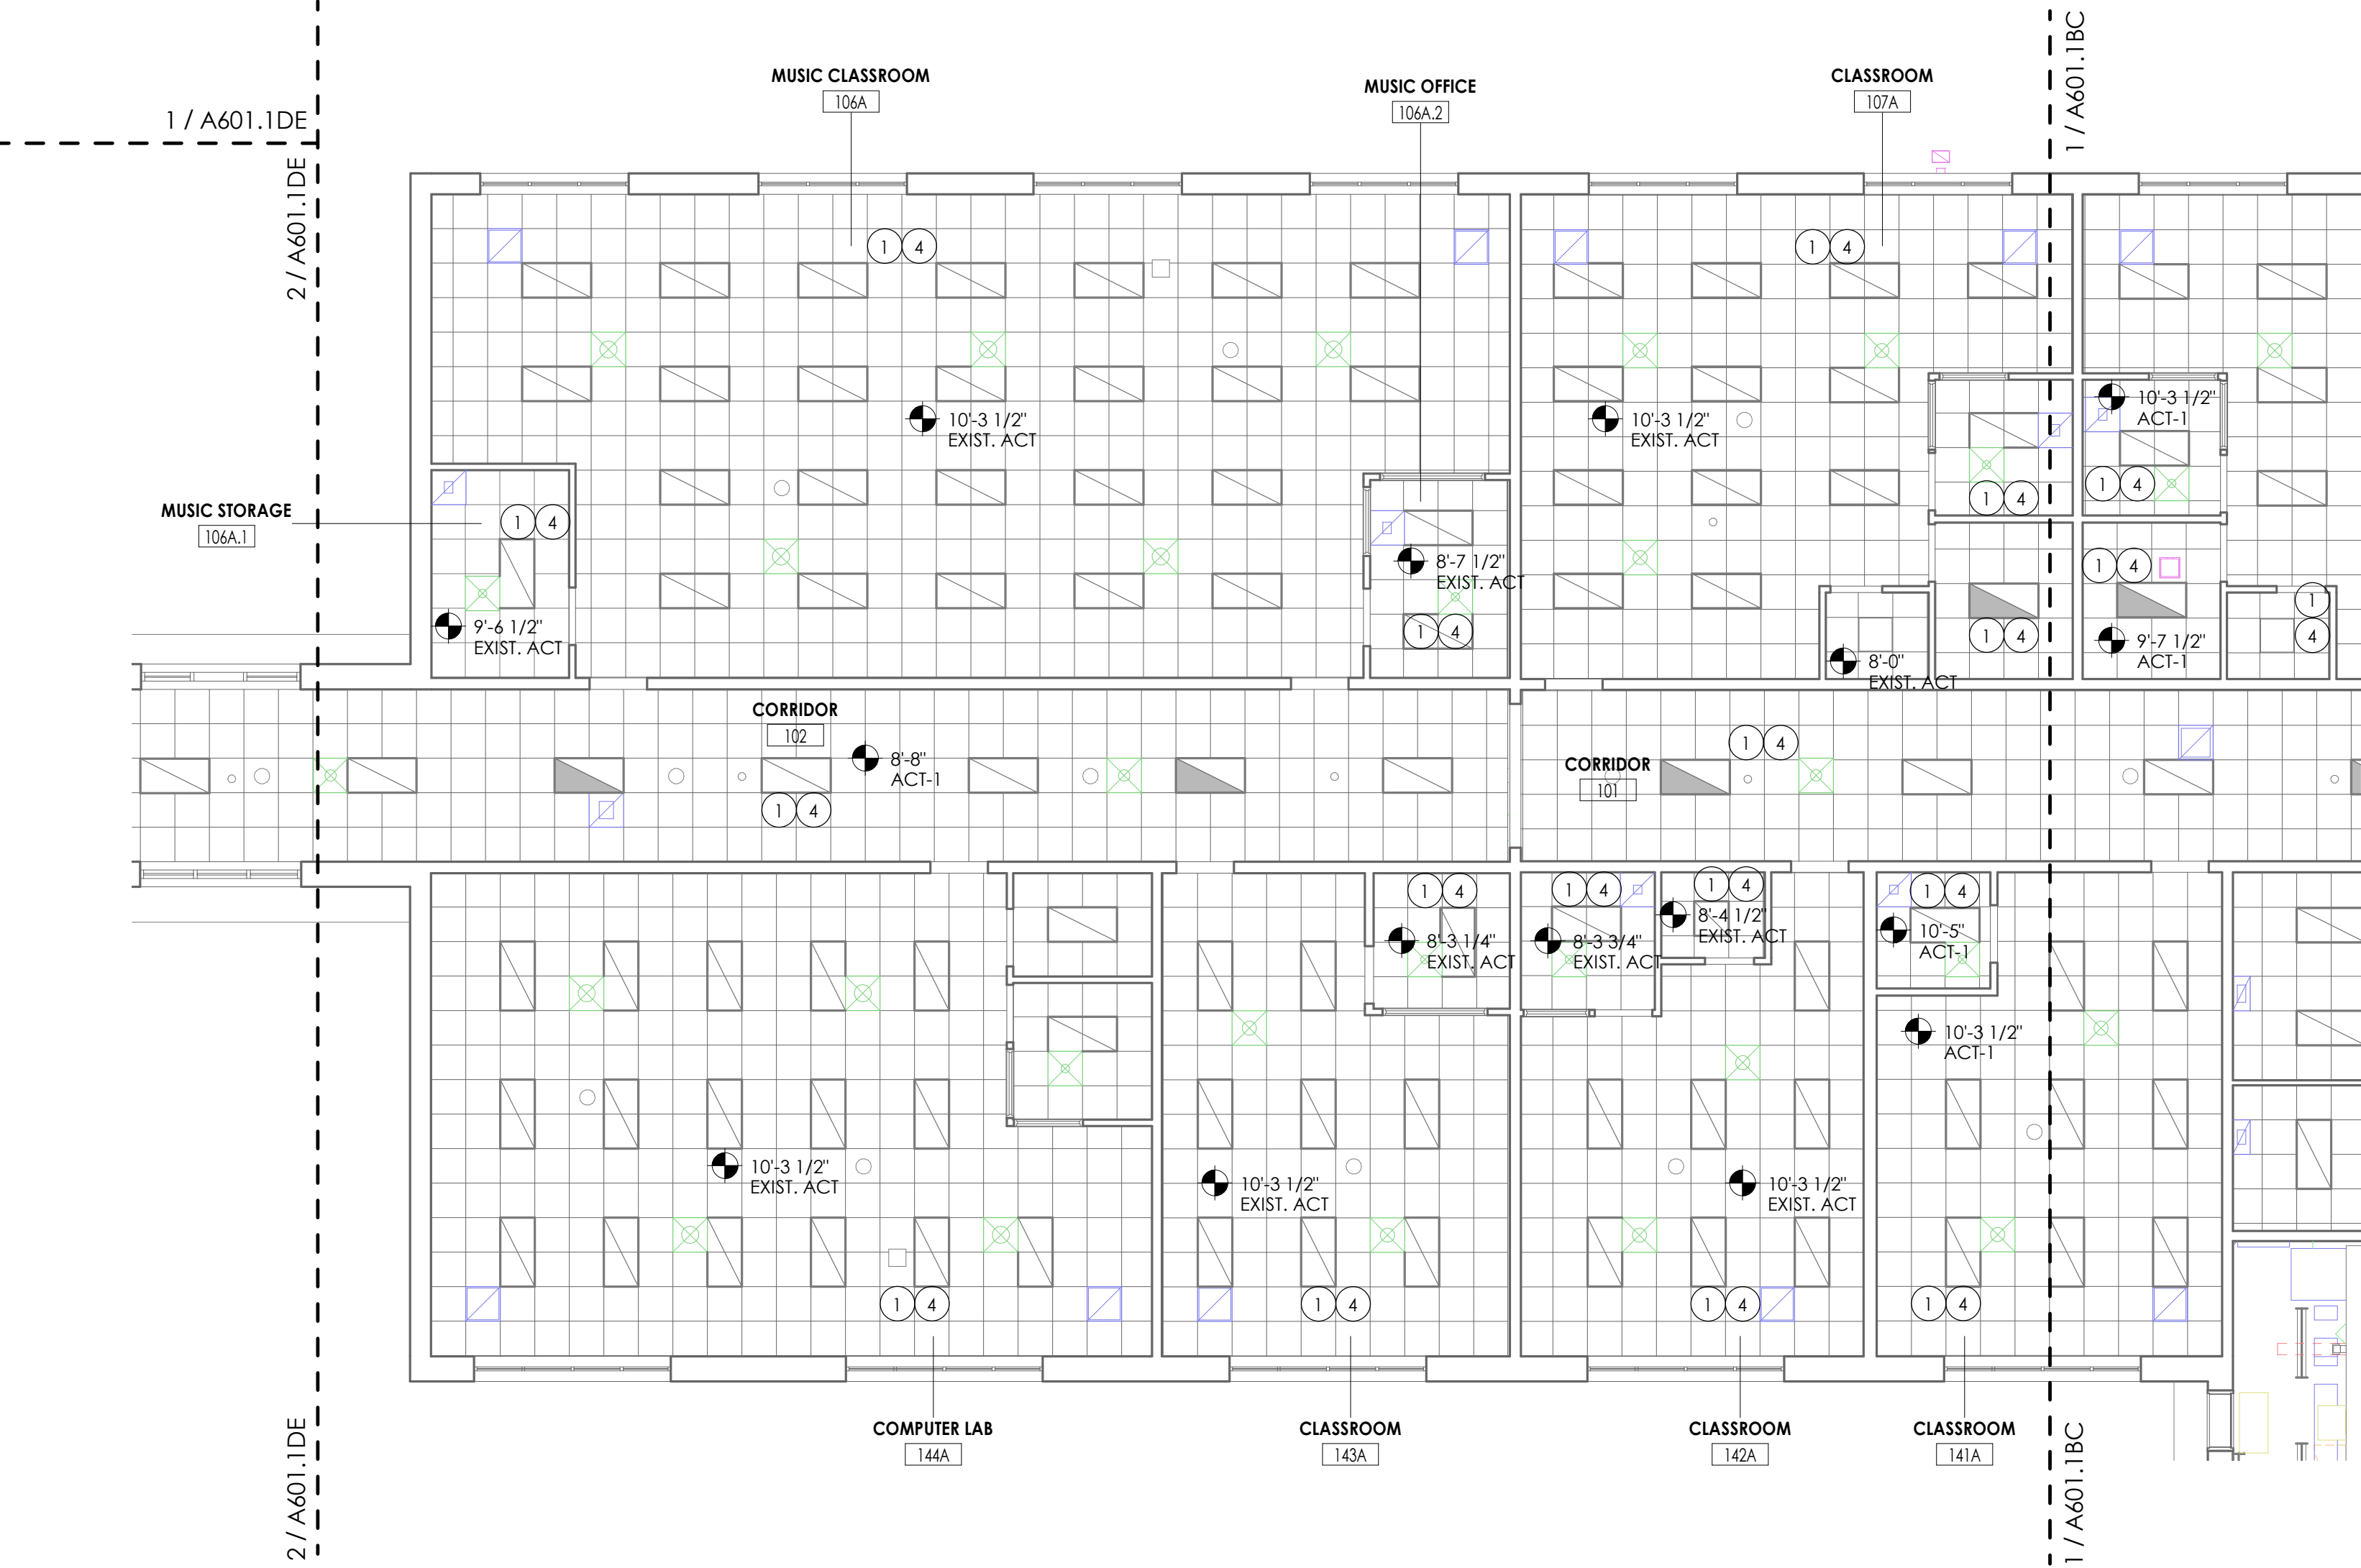 1 / A601.1DE
2 / A601.1DE
MUSIC CLASSROOM
106A
MUSIC OFFICE
106A.2
CLASSROOM
107A
1 / A601.1BC
1 4
1 4
10'-3 1/2"
EXIST. ACT
10'-3 1/2"
EXIST. ACT
10'-3 1/2"
ACT-1
1 4
1 4
MUSIC STORAGE
106A.1
1 4
8'-7 1/2"
EXIST. ACT
1 4
9'-6 1/2"
EXIST. ACT
1 4
1 4
1
4
9'-7 1/2"
ACT-1
8'-0"
EXIST. ACT
CORRIDOR
102
8'-8"
ACT-1
1 4
1 4
CORRIDOR
101
1 4
8'-3 1/4"
EXIST. ACT
1 4
8'-3 3/4"
EXIST. ACT
1 4
8'-4 1/2"
EXIST. ACT
1 4
10'-5"
ACT-1
10'-3 1/2"
ACT-1
10'-3 1/2"
EXIST. ACT
10'-3 1/2"
EXIST. ACT
10'-3 1/2"
EXIST. ACT
1 4
1 4
1 4
1 4
COMPUTER LAB
144A
CLASSROOM
143A
CLASSROOM
142A
CLASSROOM
141A
2 / A601.1DE
1 / A601.1BC